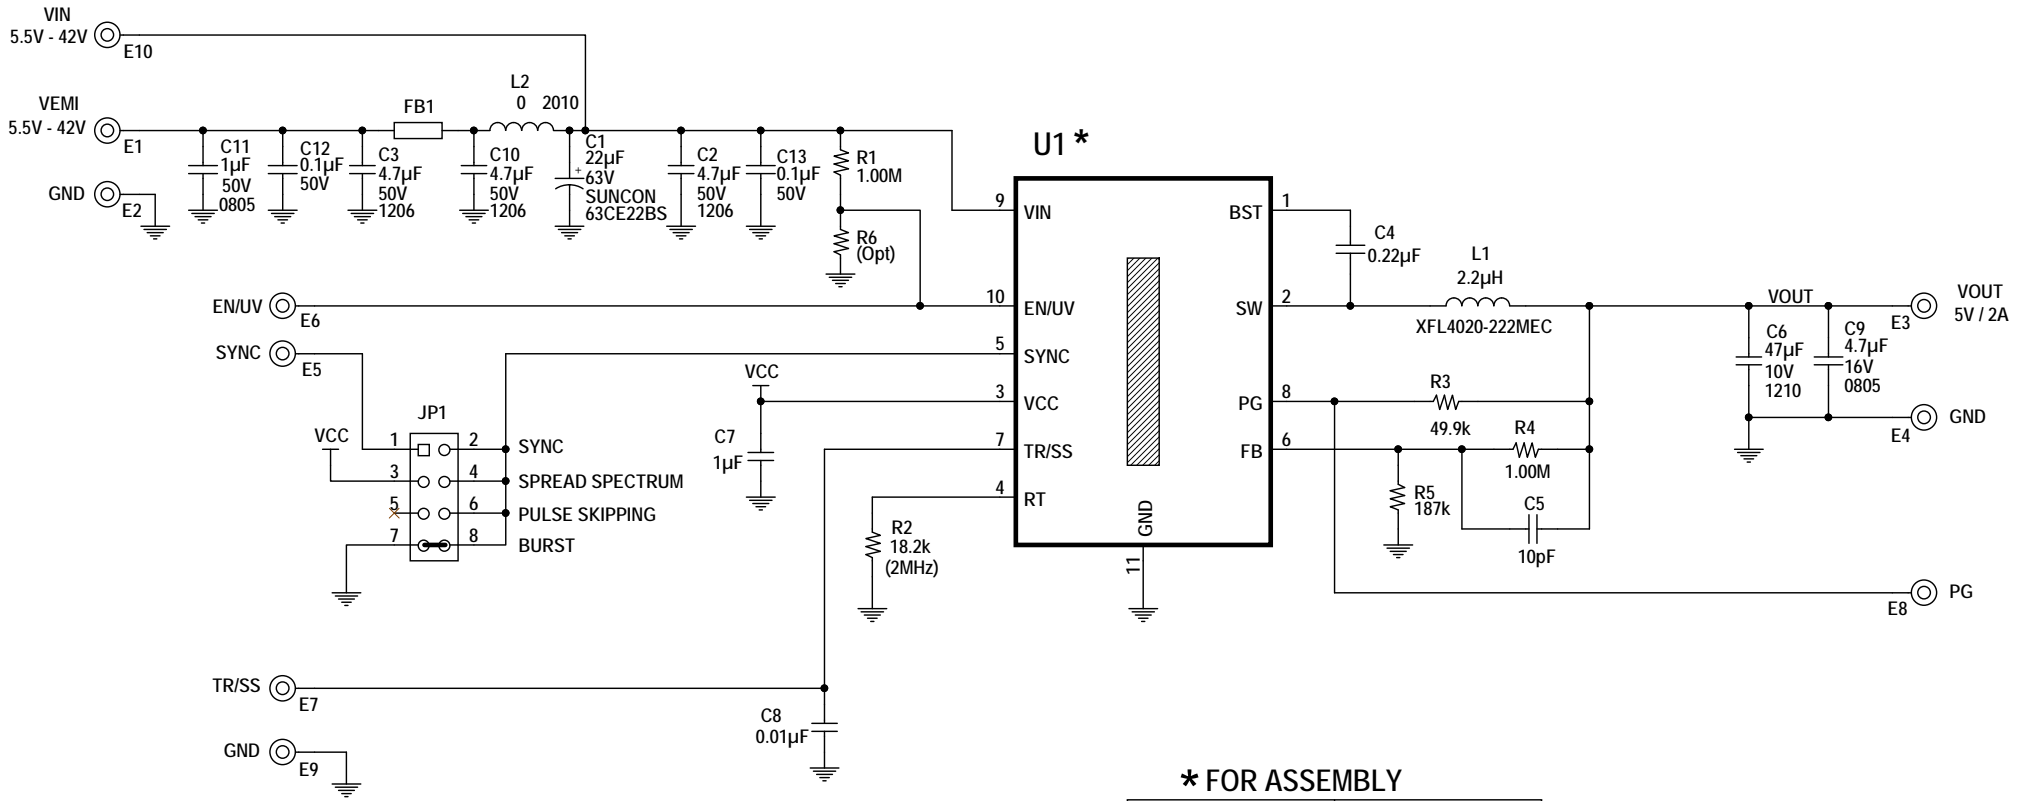 VIN
5.5V - 42V
E10
VEMI
5.5V - 42V
E1
GND
E2
C11
1µF
50V
0805
C12
0.1µF
50V
C3
4.7µF
50V
1206
FB1
L2
0 2010
C10
4.7µF
50V
1206
C1
22µF
+
63V
SUNCON
63CE22BS
C2
4.7µF
50V
1206
C13
0.1µF
50V
R1
1.00M
R6
(Opt)
EN/UV
E6
SYNC
E5
JP1
VCC
1 2 SYNC
3 4 SPREAD SPECTRUM
5 6 PULSE SKIPPING
7 8 BURST
VCC
C7
1µF
R2
18.2k
(2MHz)
TR/SS
E7
C8
0.01µF
GND
E9
U1 *
9 VIN
10 EN/UV
5 SYNC
3 VCC
7 TR/SS
4 RT
GND
11
BST 1
SW 2
PG 8
FB 6
C4
0.22µF
L1
2.2µH
XFL4020-222MEC
R3
49.9k
R4
1.00M
R5
187k
C5
10pF
VOUT
C6
47µF
10V
1210
C9
4.7µF
16V
0805
E3
VOUT
5V / 2A
E4
GND
E8
PG
* FOR ASSEMBLY